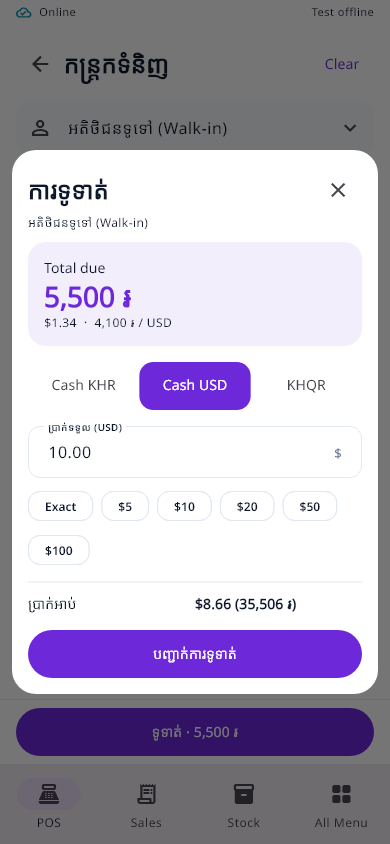 Online
Test offline
កន្ត្រកទំនិញ
Clear
អតិថិជនទូទៅ (Walk-in)
ការទូទាត់
អតិថិជនទូទៅ (Walk-in)
Total due
5,500 ៛
$1.34 · 4,100 ៛ / USD
Cash KHR
Cash USD
KHQR
ប្រាក់ទទួល (USD)
10.00
$
Exact
$5
$10
$20
$50
$100
ប្រាក់អាប់
$8.66 (35,506 ៛)
បញ្ជាក់ការទូទាត់
ទូទាត់ · 5,500 ៛
POS
Sales
Stock
All Menu